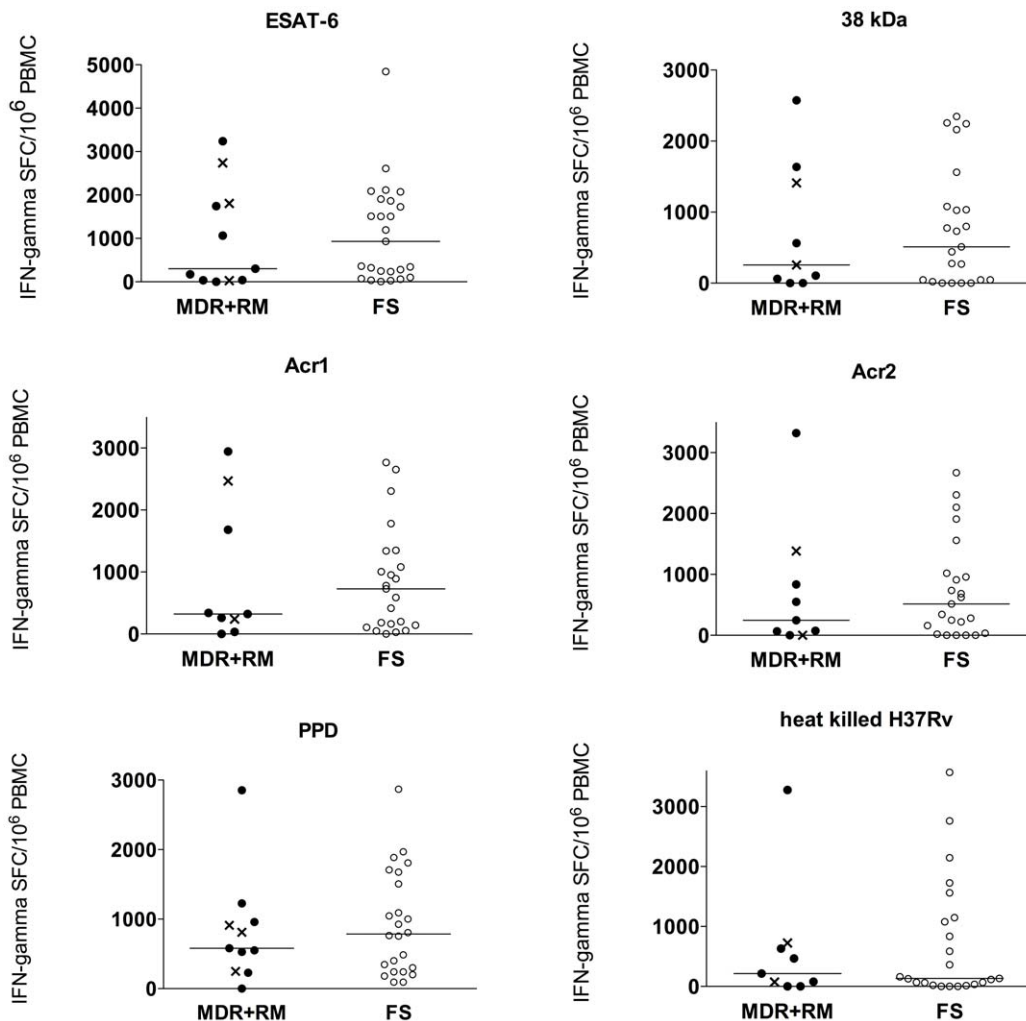 ESAT-6
IFN-gamma SFC/10⁶ PBMC
5000
4000
3000
2000
1000
0
MDR+RM FS
38 kDa
IFN-gamma SFC/10⁶ PBMC
3000
2000
1000
0
MDR+RM FS
Acr1
IFN-gamma SFC/10⁶ PBMC
3000
2000
1000
0
MDR+RM FS
Acr2
IFN-gamma SFC/10⁶ PBMC
3000
2000
1000
0
MDR+RM FS
PPD
IFN-gamma SFC/10⁶ PBMC
3000
2000
1000
0
MDR+RM FS
heat killed H37Rv
IFN-gamma SFC/10⁶ PBMC
3000
2000
1000
0
MDR+RM FS